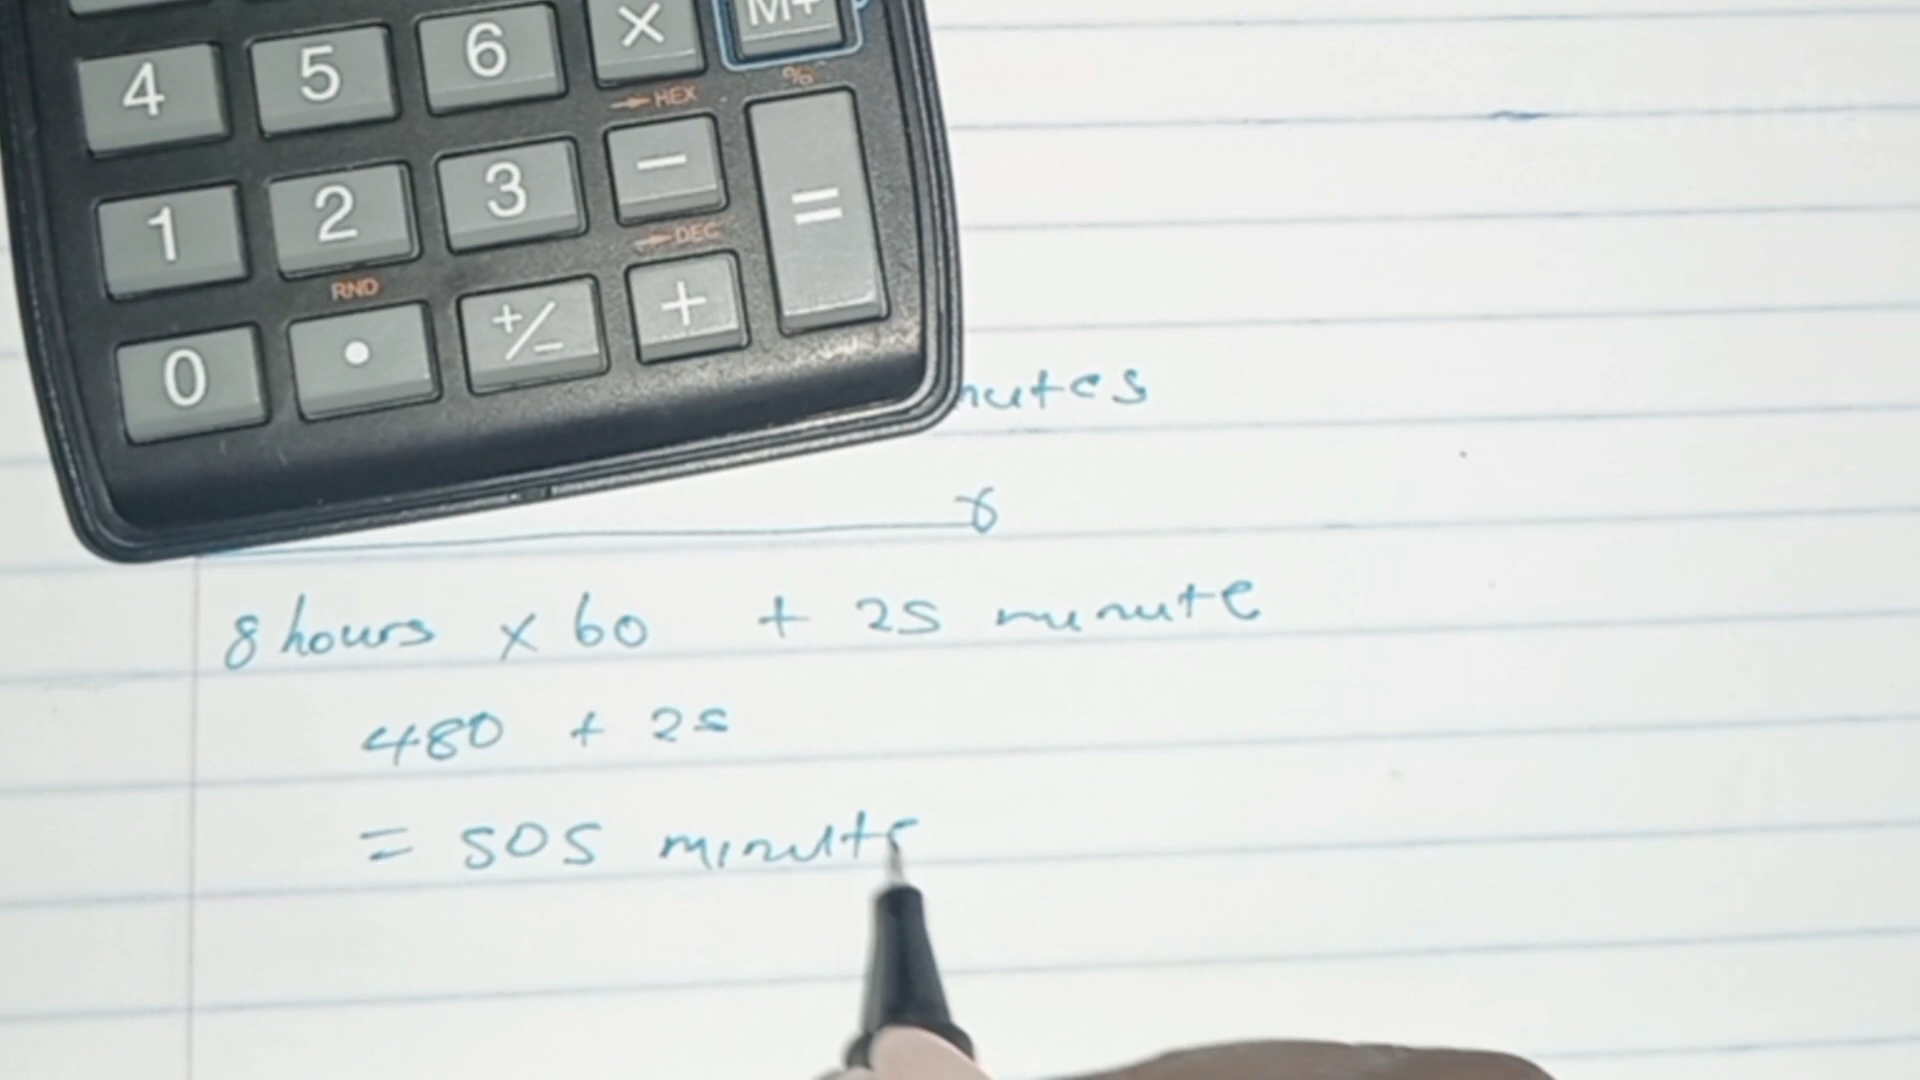 M+
4 5 6 ×
→HEX %
1 2 3 − =
RND →DEC
0 • +/− +
nutes
8 hours × 60 + 25 minute
480 + 25
= 505 minute